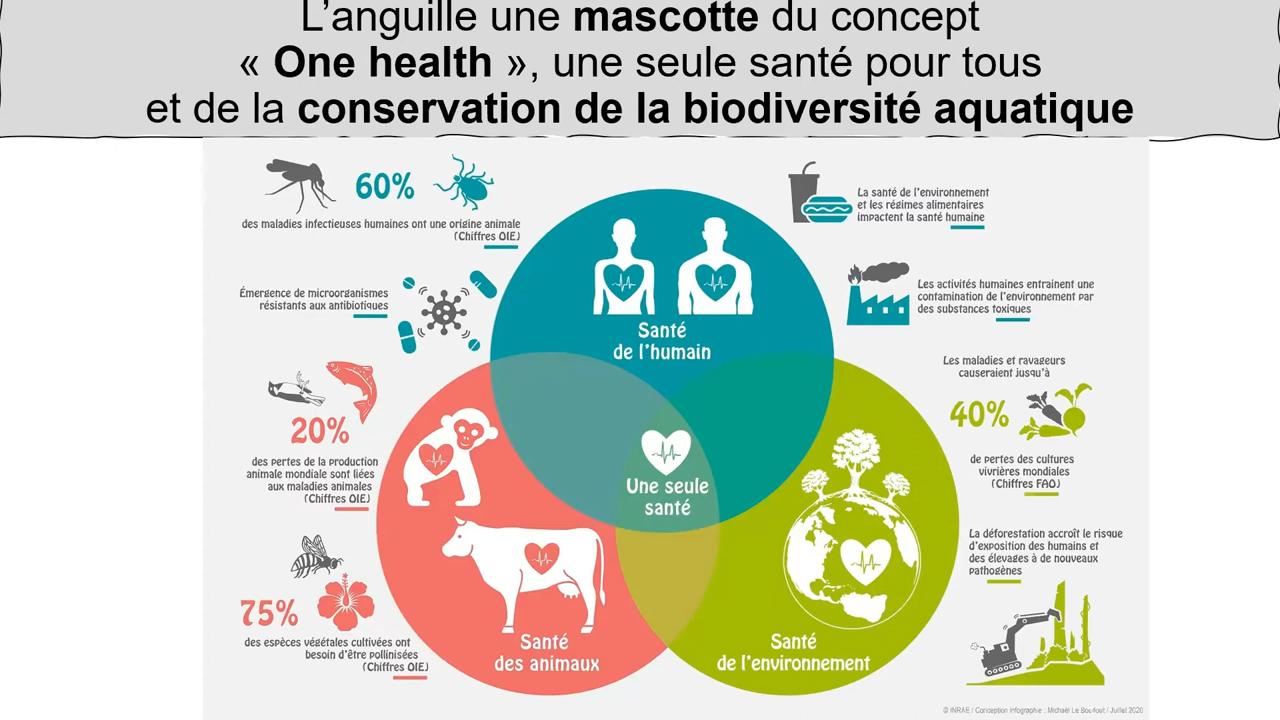 L'anguille une mascotte du concept
« One health », une seule santé pour tous
et de la conservation de la biodiversité aquatique
60%
des maladies infectieuses humaines ont une origine animale
(Chiffres OIE)
Émergence de microorganismes
résistants aux antibiotiques
20%
des pertes de la production
animale mondiale sont liées
aux maladies animales
(Chiffres OIE)
75%
des espèces végétales cultivées ont
besoin d'être pollinisées
(Chiffres OIE)
Santé
de l'humain
Une seule
santé
Santé
des animaux
Santé
de l'environnement
La santé de l'environnement
et les régimes alimentaires
impactent la santé humaine
Les activités humaines entraînent une
contamination de l'environnement par
des substances toxiques
Les maladies et ravageurs
causeraient jusqu'à
40%
de pertes des cultures
vivrières mondiales
(Chiffres FAO)
La déforestation accroît le risque
d'exposition des humains et
des élevages à de nouveaux
pathogènes
© INRAE / Conception infographie : Michaël Le Bourlout / Juillet 2020